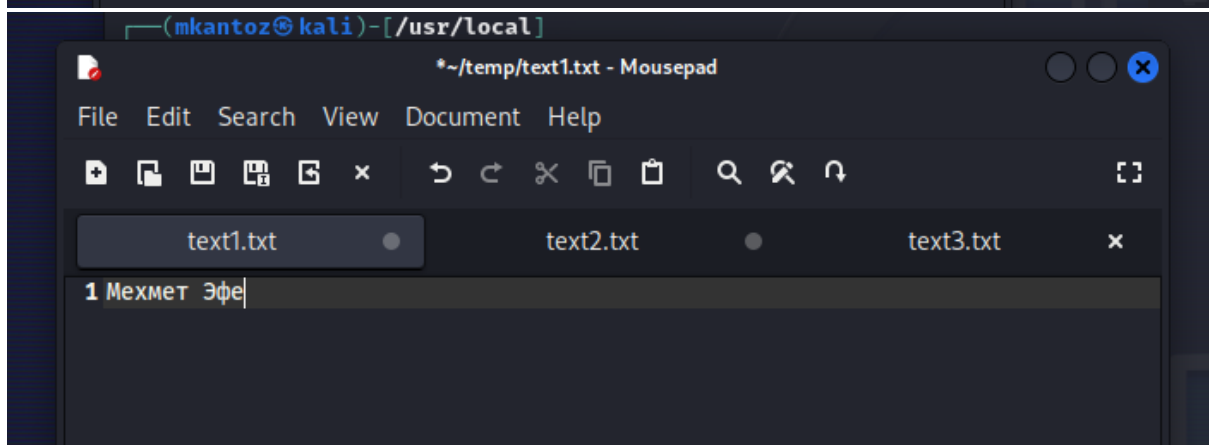 (mkantoz㉿kali)-[/usr/local]
*~/temp/text1.txt - Mousepad
File Edit Search View Document Help
text1.txt text2.txt text3.txt
1 Мехмет Эфе